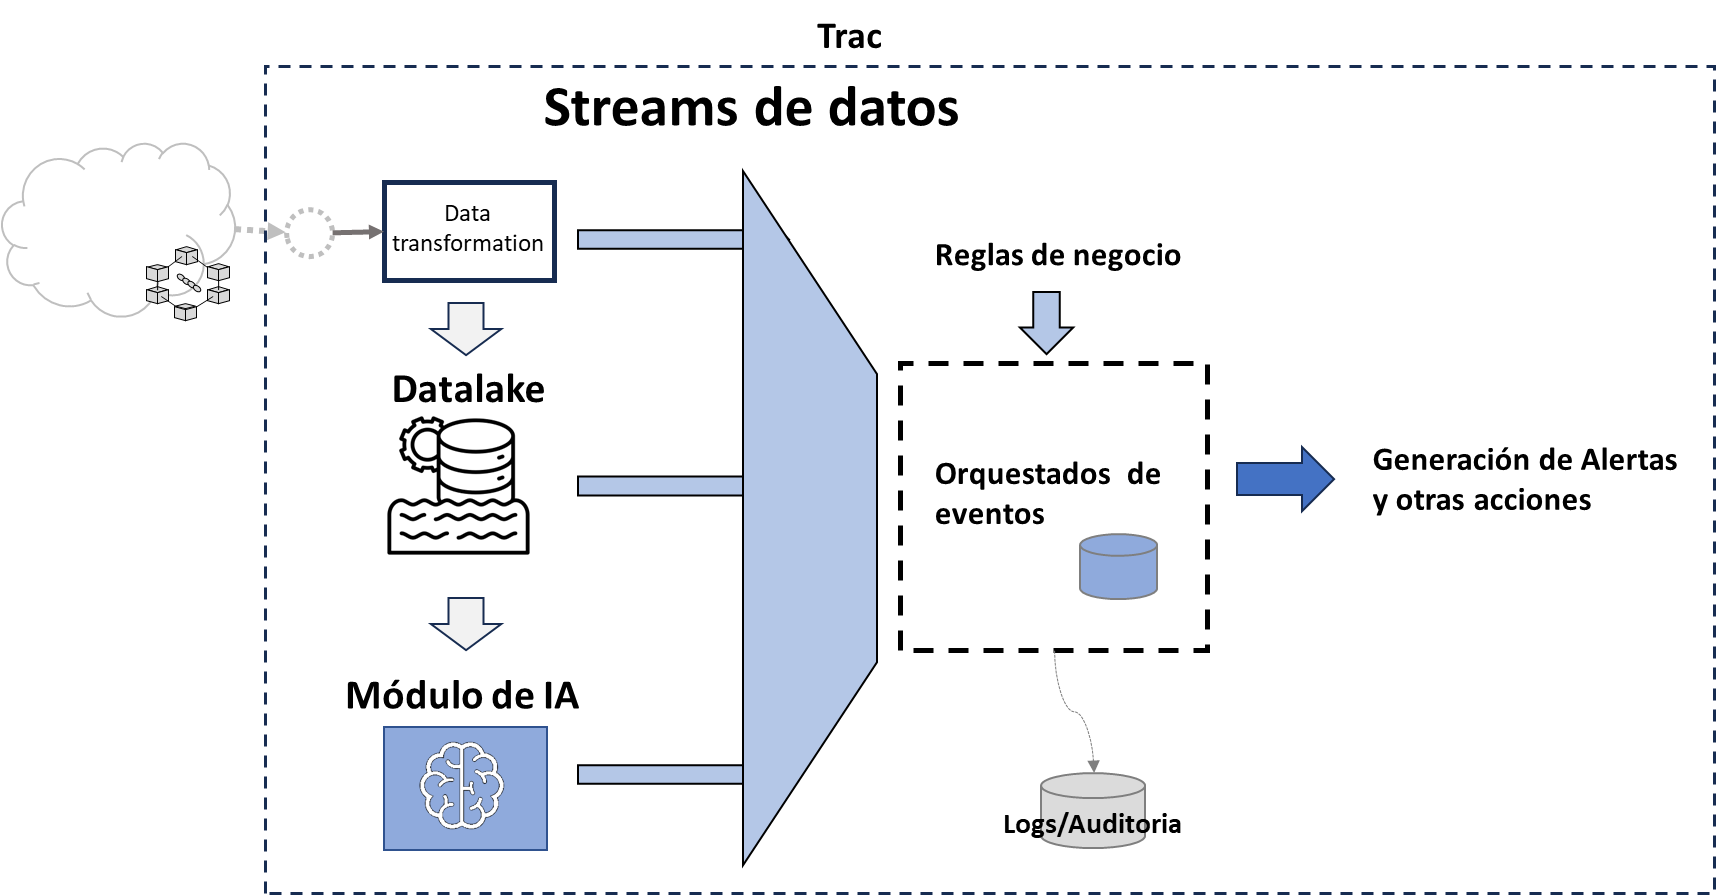 Trac
Streams de datos
Data
transformation
Reglas de negocio
Datalake
Orquestados de
eventos
Generación de Alertas
y otras acciones
Módulo de IA
Logs/Auditoria